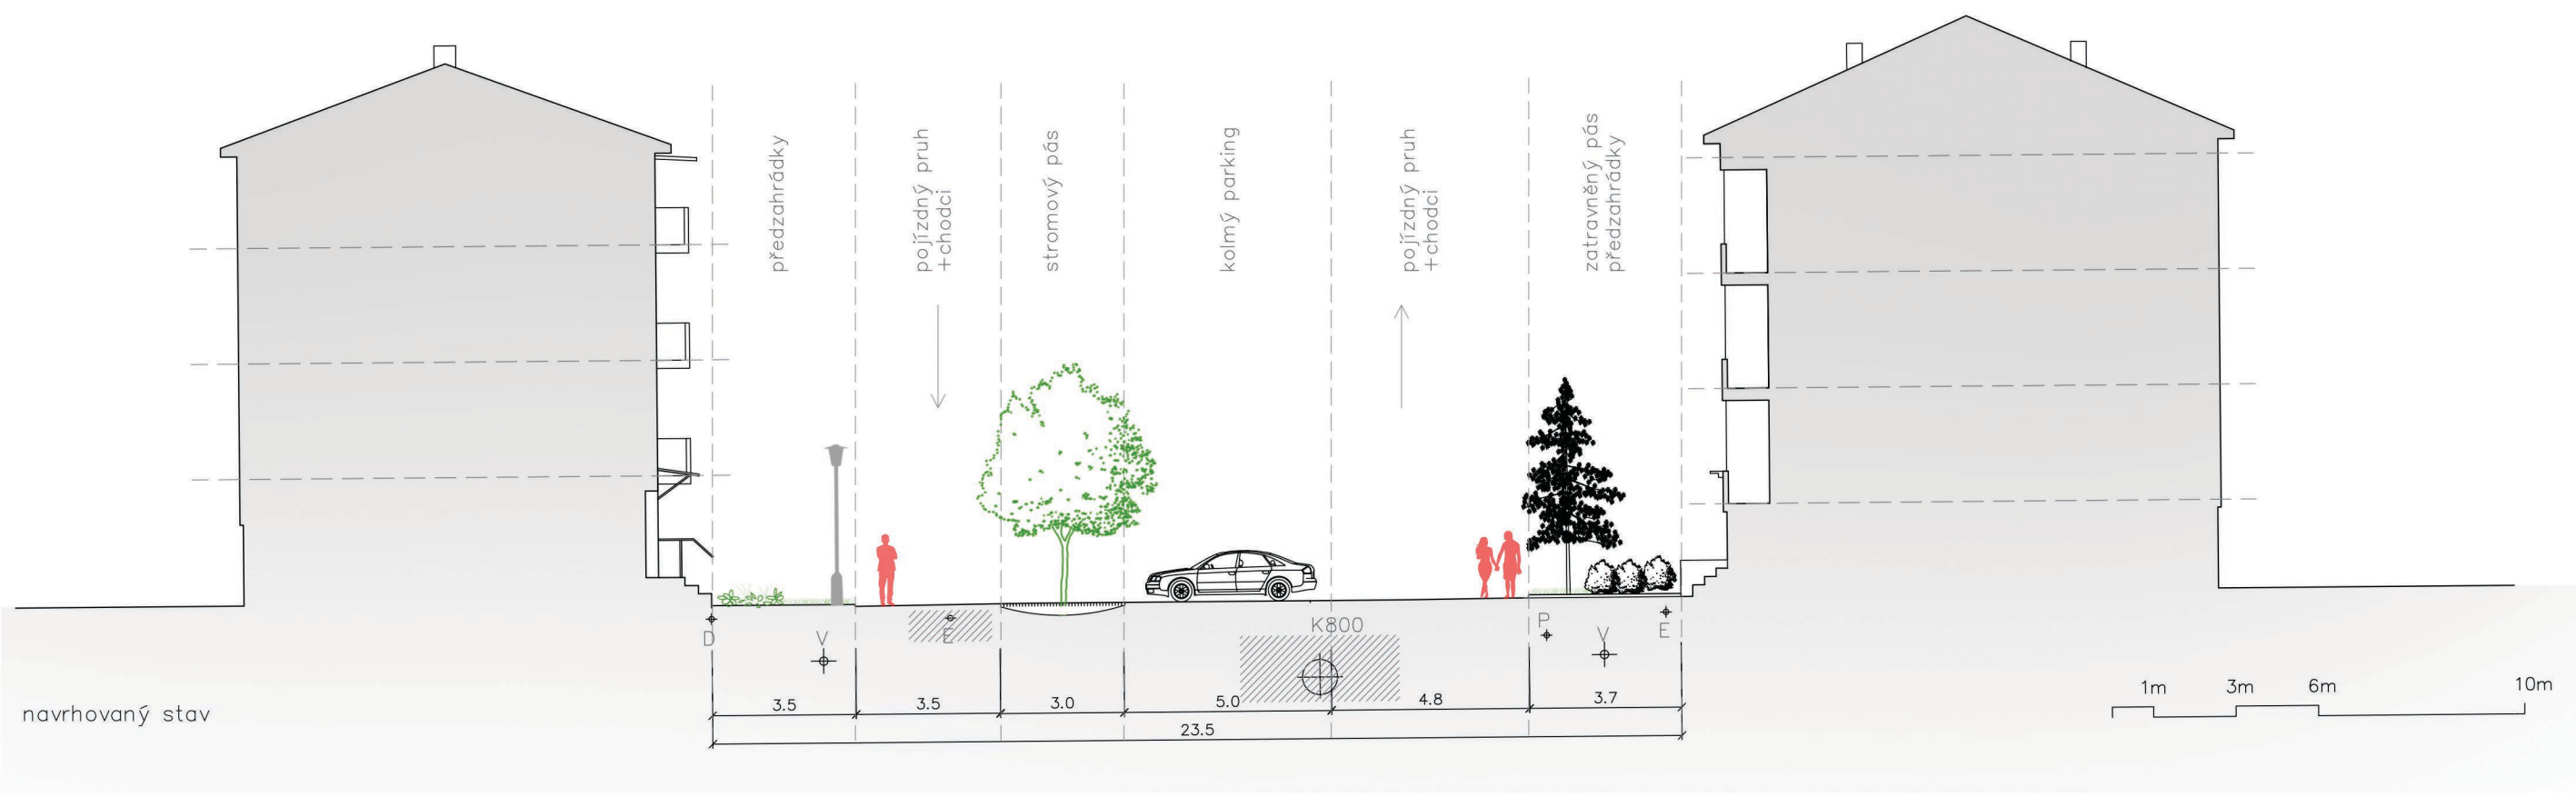 předzahrádky
pojízdný pruh
+chodci
stromový pás
kolmý parking
pojízdný pruh
+chodci
zatravněný pás
předzahrádky
D
V
E
K800
P
V
E
3.5
3.5
3.0
5.0
4.8
3.7
23.5
navrhovaný stav
1m
3m
6m
10m